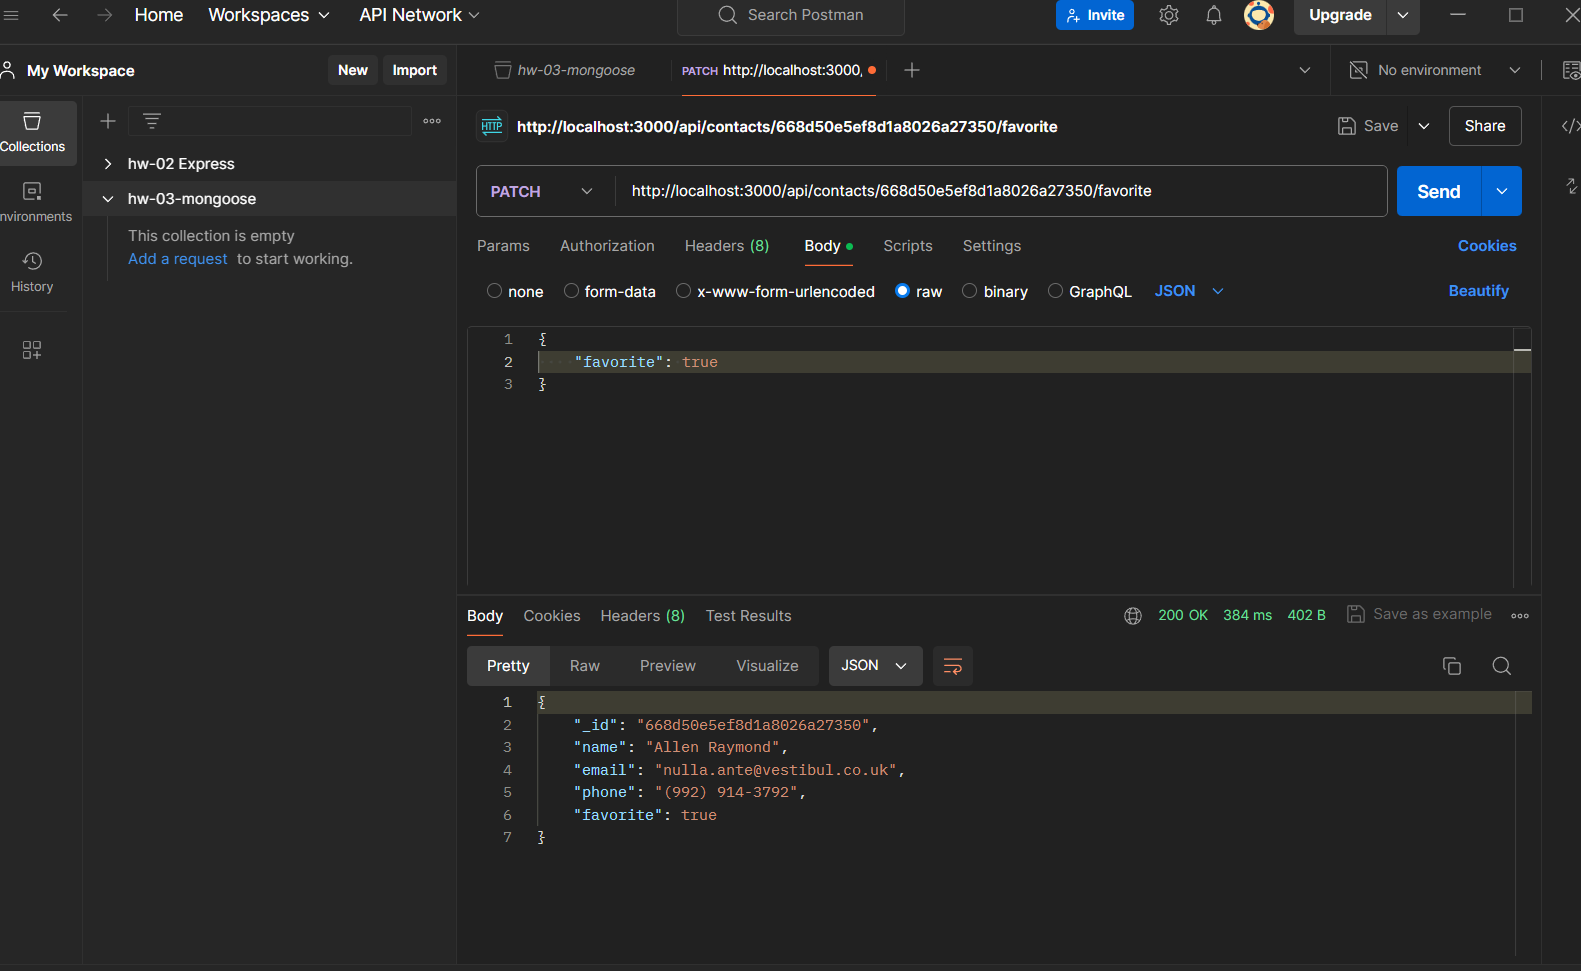 Home Workspaces API Network Search Postman Invite Upgrade
My Workspace New Import hw-03-mongoose PATCH http://localhost:3000, No environment
Collections
hw-02 Express
hw-03-mongoose
This collection is empty
Add a request to start working.
nvironments
History
HTTP http://localhost:3000/api/contacts/668d50e5ef8d1a8026a27350/favorite Save Share
PATCH http://localhost:3000/api/contacts/668d50e5ef8d1a8026a27350/favorite Send
Params Authorization Headers (8) Body Scripts Settings Cookies
none form-data x-www-form-urlencoded raw binary GraphQL JSON Beautify
1 {
2 "favorite": true
3 }
Body Cookies Headers (8) Test Results 200 OK 384 ms 402 B Save as example
Pretty Raw Preview Visualize JSON
1 {
2 "_id": "668d50e5ef8d1a8026a27350",
3 "name": "Allen Raymond",
4 "email": "nulla.ante@vestibul.co.uk",
5 "phone": "(992) 914-3792",
6 "favorite": true
7 }